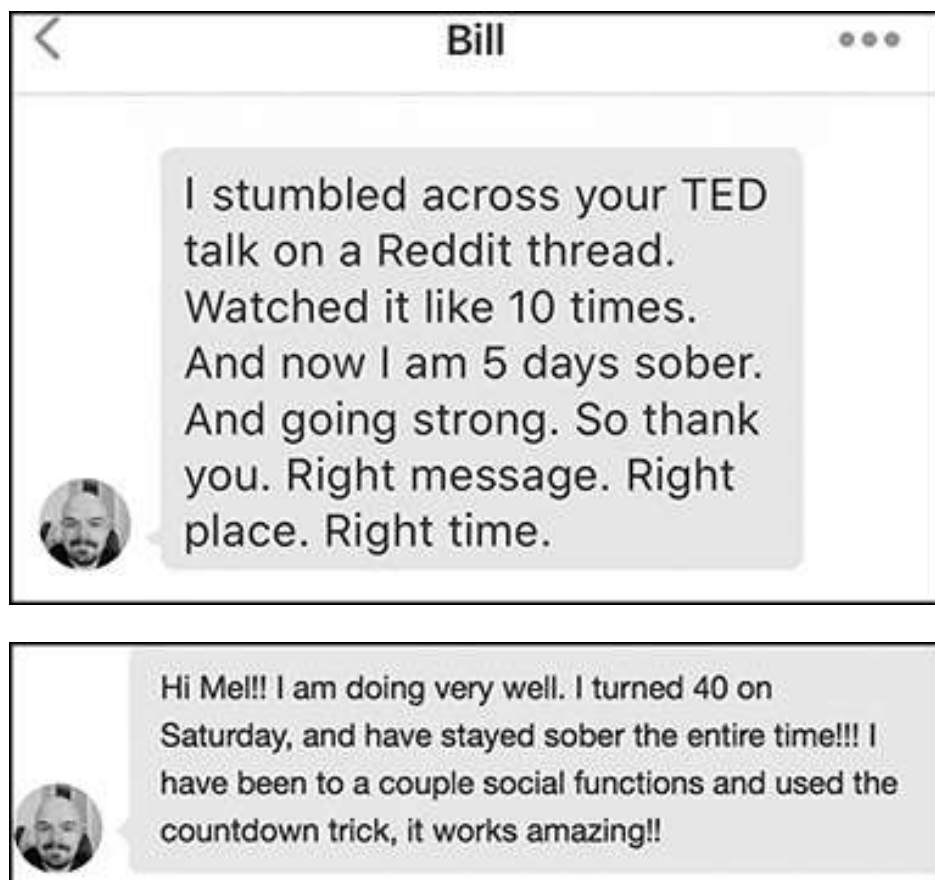 Bill
I stumbled across your TED
talk on a Reddit thread.
Watched it like 10 times.
And now I am 5 days sober.
And going strong. So thank
you. Right message. Right
place. Right time.
Hi Mel!! I am doing very well. I turned 40 on
Saturday, and have stayed sober the entire time!!! I
have been to a couple social functions and used the
countdown trick, it works amazing!!